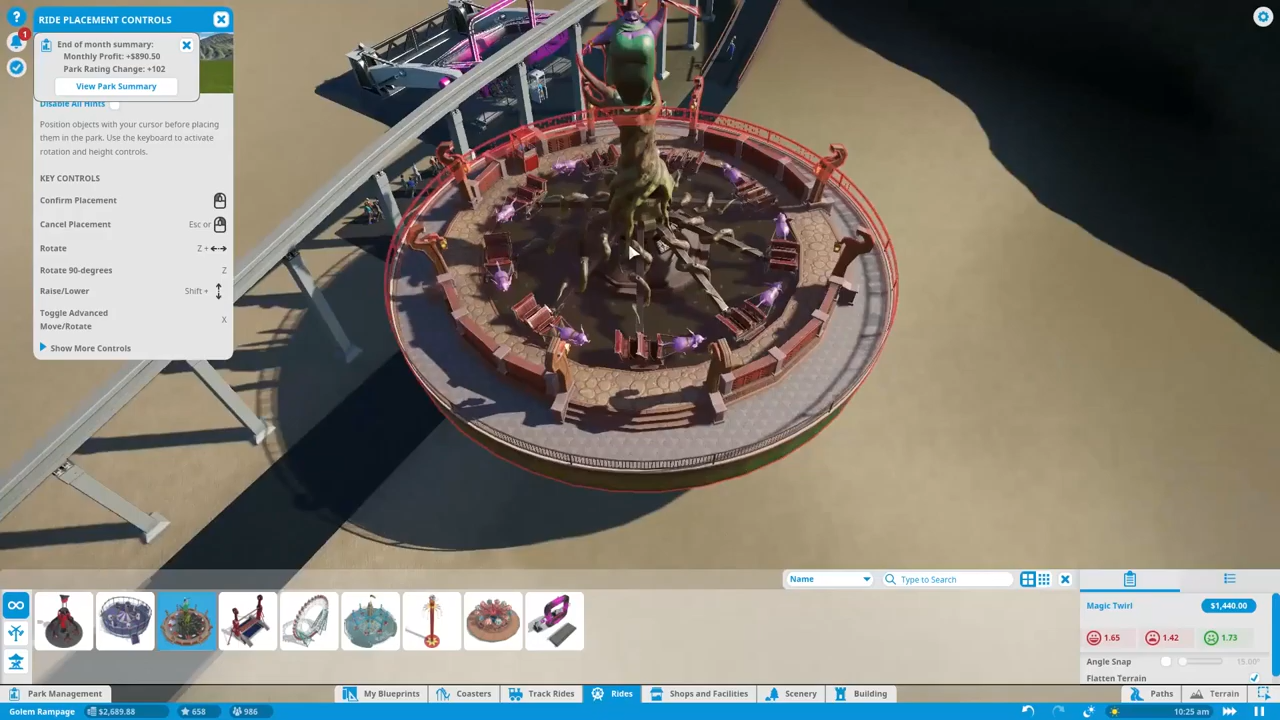 ?
RIDE PLACEMENT CONTROLS
1
End of month summary:
Monthly Profit: +$890.50
Park Rating Change: +102
View Park Summary
Disable All Hints
Position objects with your cursor before placing
them in the park. Use the keyboard to activate
rotation and height controls.
KEY CONTROLS
Confirm Placement
Cancel Placement Esc or
Rotate Z +
Rotate 90-degrees Z
Raise/Lower Shift +
Toggle Advanced
Move/Rotate X
Show More Controls
Name
Type to Search
Magic Twirl $1,440.00
1.65 1.42 1.73
Angle Snap 15.00°
Flatten Terrain
Park Management
My Blueprints
Coasters
Track Rides
Rides
Shops and Facilities
Scenery
Building
Paths
Terrain
Golem Rampage
$2,689.88
658
986
10:25 am